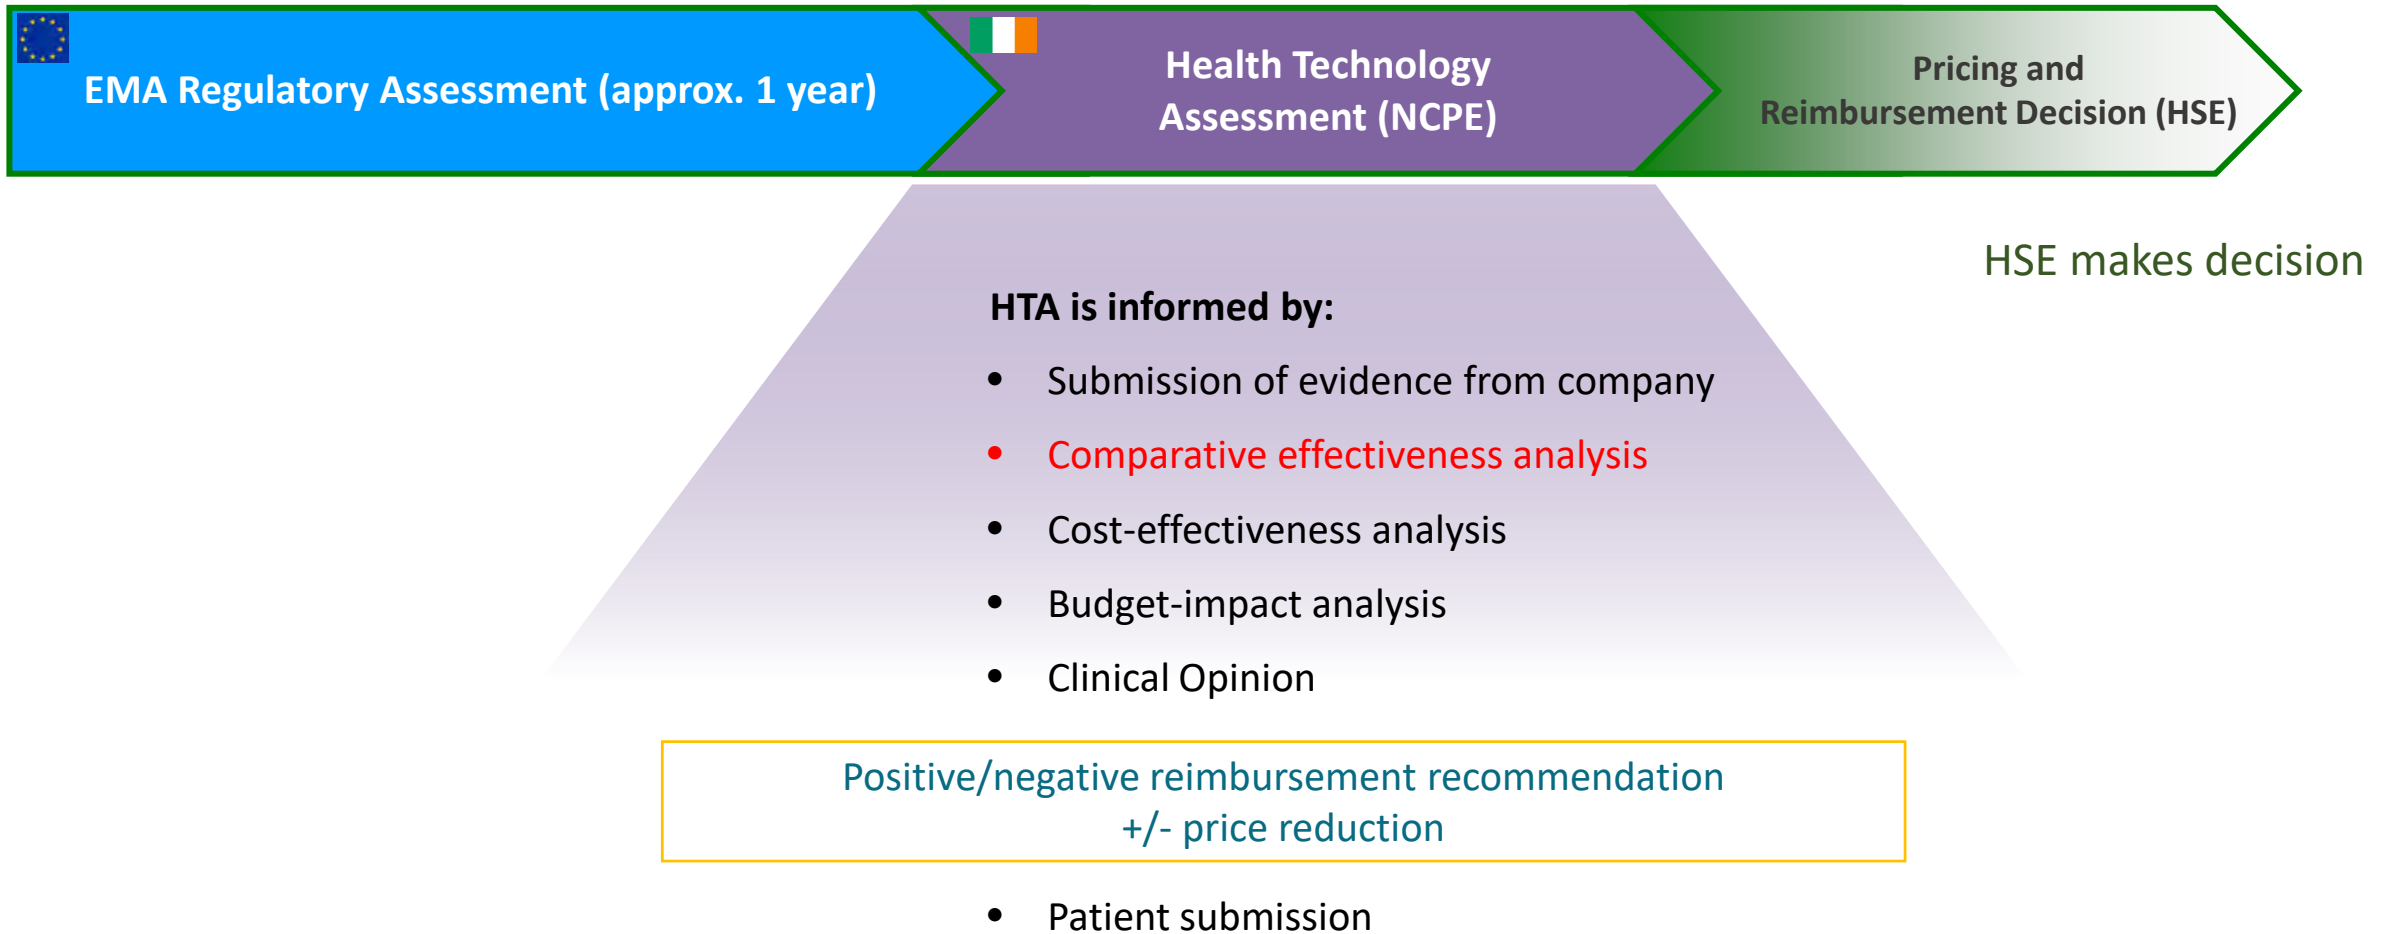 EMA Regulatory Assessment (approx. 1 year)
Health Technology
Assessment (NCPE)
Pricing and
Reimbursement Decision (HSE)
HSE makes decision
HTA is informed by:
• Submission of evidence from company
• Comparative effectiveness analysis
• Cost-effectiveness analysis
• Budget-impact analysis
• Clinical Opinion
Positive/negative reimbursement recommendation
+/- price reduction
• Patient submission